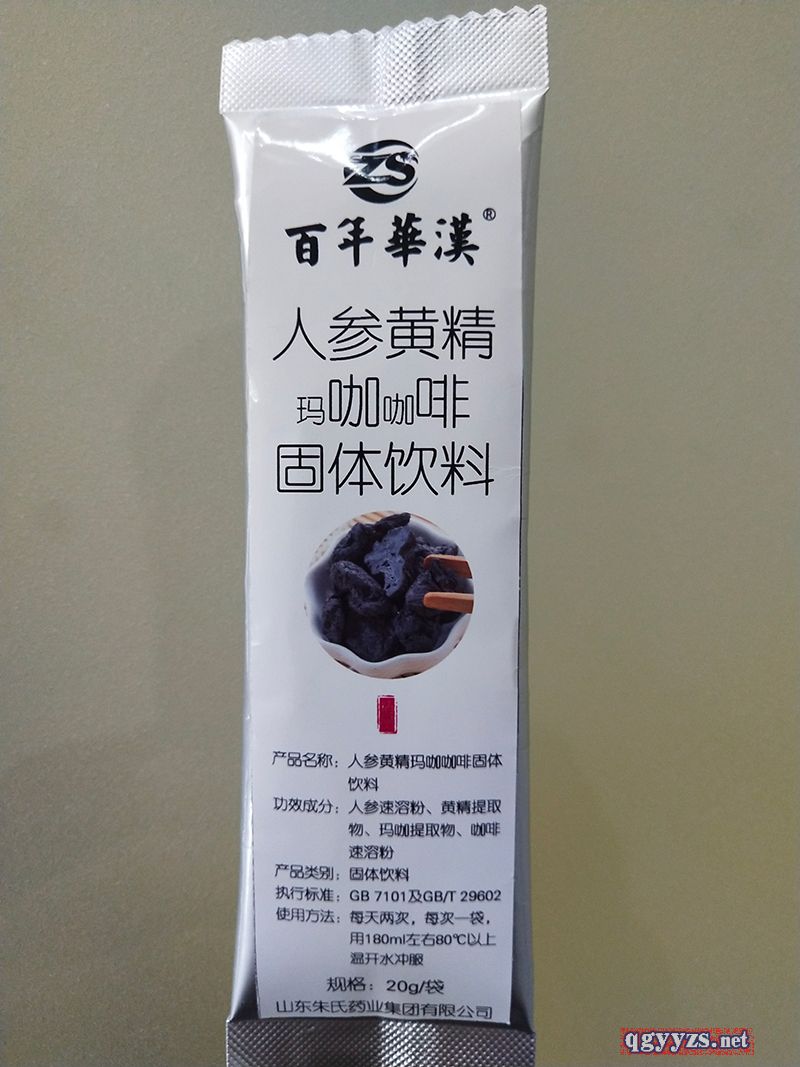 ZS
百年華漢®
人参黄精
玛咖咖啡
固体饮料
产品名称：人参黄精玛咖咖啡固体
饮料
功效成分：人参速溶粉、黄精提取
物、玛咖提取物、咖啡
速溶粉
产品类别：固体饮料
执行标准：GB 7101及GB/T 29602
使用方法：每天两次，每次一袋，
用180ml左右80℃以上
温开水冲服
规格：20g/袋
山东朱氏药业集团有限公司
qgyyzs.net